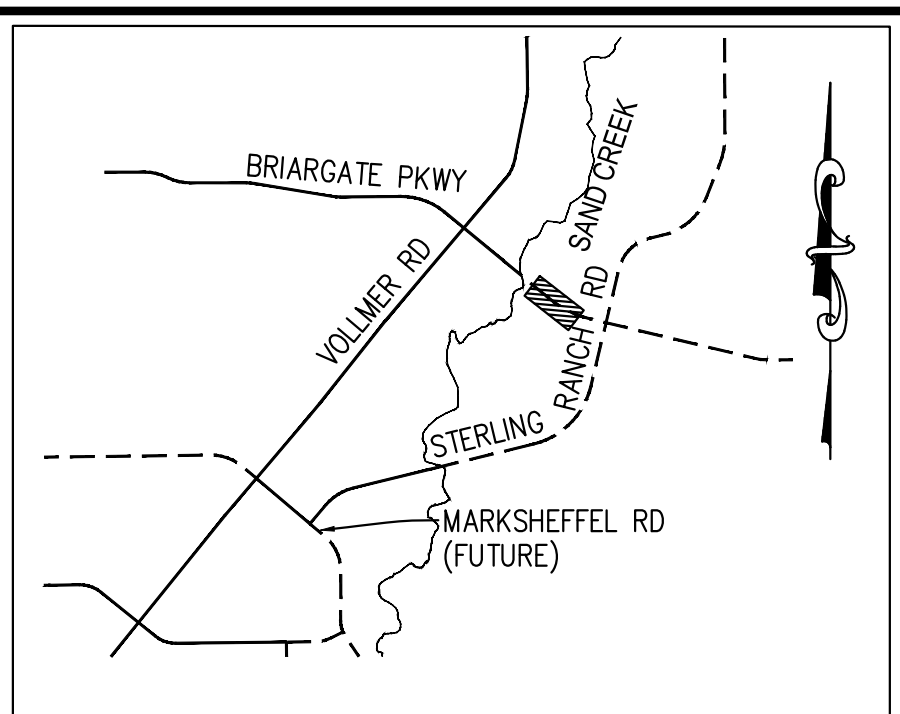 BRIARGATE PKWY
SAND CREEK
VOLLMER RD
STERLING RANCH RD
MARKSHEFFEL RD
(FUTURE)